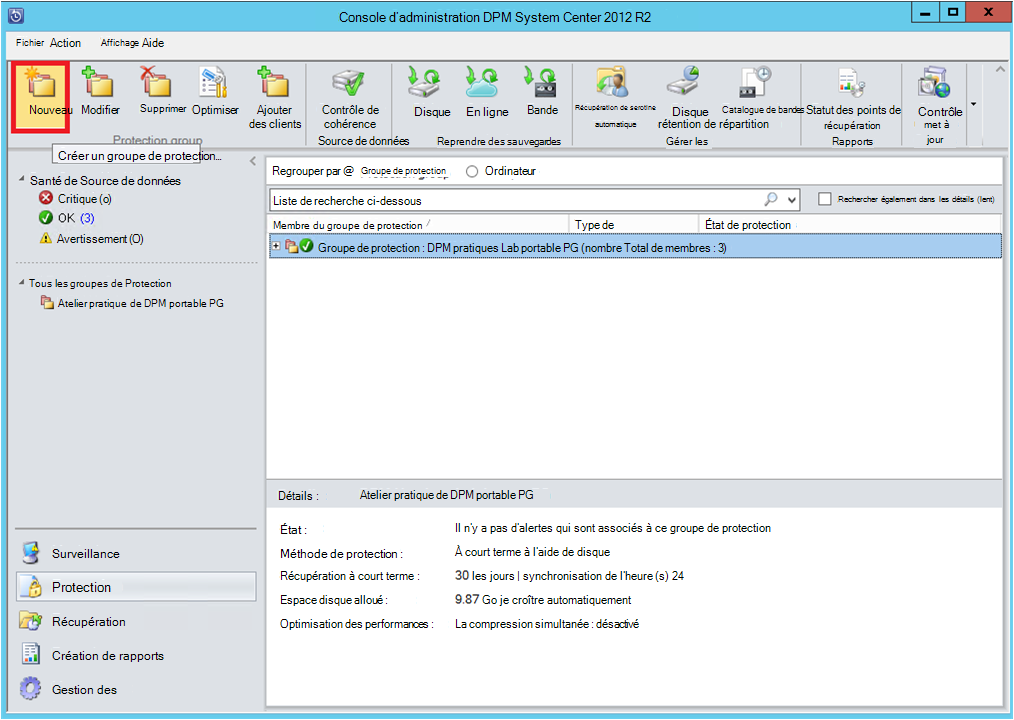 Console d'administration DPM System Center 2012 R2
Fichier Action Affichage Aide
Nouveau
Modifier
Supprimer
Optimiser
Ajouter
des clients
Protection group
Contrôle de
cohérence
Source de données
Disque
En ligne
Bande
Reprendre des sauvegardes
Récupération de serotine
automatique
Disque
rétention de répartition
Catalogue de bandes
Gérer les
Statut des points de
récupération
Rapports
Contrôle
met à
jour
Créer un groupe de protection...
Santé de Source de données
Critique (o)
OK (3)
Avertissement (O)
Tous les groupes de Protection
Atelier pratique de DPM portable PG
Surveillance
Protection
Récupération
Création de rapports
Gestion des
Regrouper par @ Groupe de protection Ordinateur
Liste de recherche ci-dessous
Rechercher également dans les détails (lent)
Membre du groupe de protection / Type de État de protection
Groupe de protection : DPM pratiques Lab portable PG (nombre Total de membres : 3)
Détails : Atelier pratique de DPM portable PG
État : Il n'y a pas d'alertes qui sont associés à ce groupe de protection
Méthode de protection : À court terme à l'aide de disque
Récupération à court terme : 30 les jours | synchronisation de l'heure (s) 24
Espace disque alloué : 9.87 Go je croître automatiquement
Optimisation des performances : La compression simultanée : désactivé